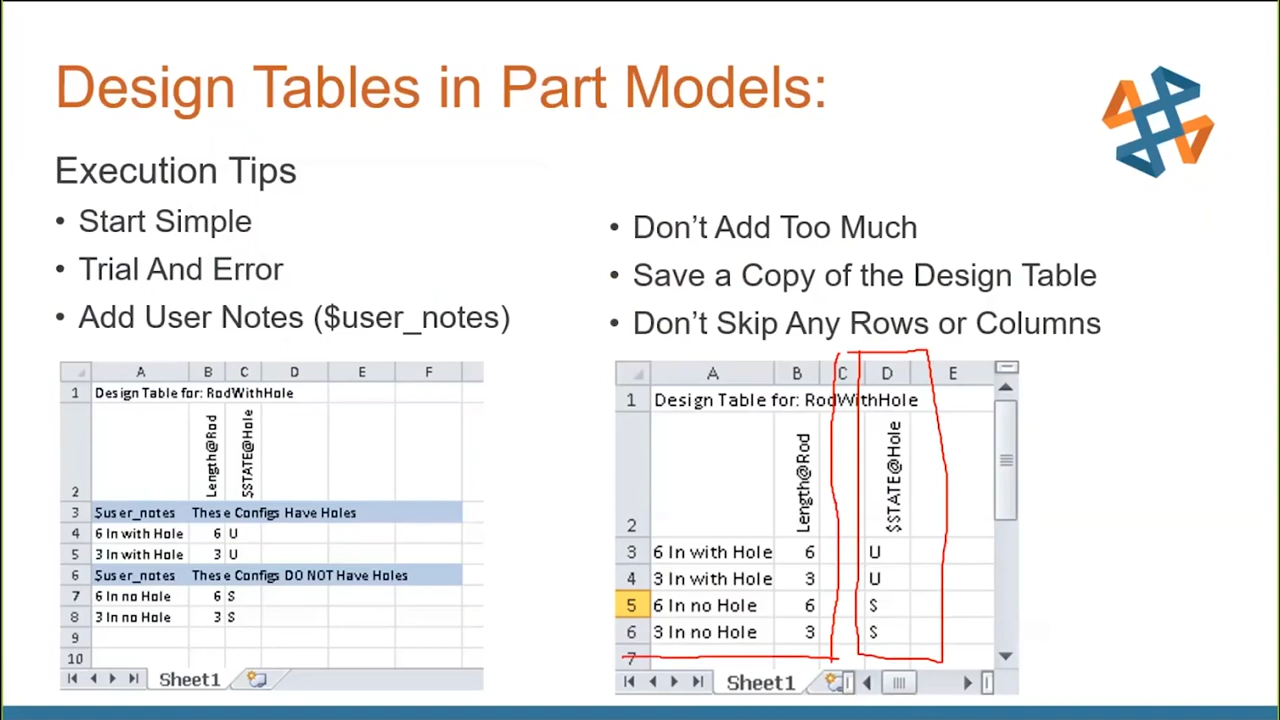 Design Tables in Part Models:
Execution Tips
• Start Simple
• Trial And Error
• Add User Notes ($user_notes)
• Don't Add Too Much
• Save a Copy of the Design Table
• Don't Skip Any Rows or Columns
A B C D E F
1 Design Table for: RodWithHole
2 Length@Rod $STATE@Hole
3 $user_notes These Configs Have Holes
4 6 In with Hole 6 U
5 3 In with Hole 3 U
6 $user_notes These Configs DO NOT Have Holes
7 6 In no Hole 6 S
8 3 In no Hole 3 S
9
10
Sheet1
A B C D E
1 Design Table for: RodWithHole
2 Length@Rod $STATE@Hole
3 6 In with Hole 6 U
4 3 In with Hole 3 U
5 6 In no Hole 6 S
6 3 In no Hole 3 S
7
Sheet1